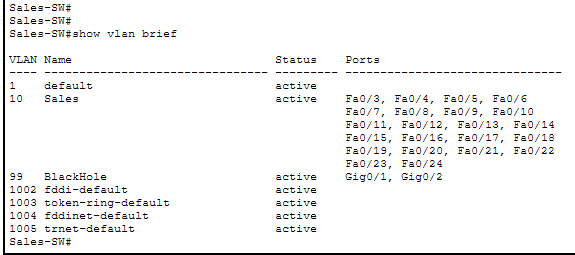 Sales-SW#
Sales-SW#
Sales-SW#show vlan brief

VLAN Name                             Status    Ports
---- -------------------------------- --------- -------------------------------
1    default                          active
10   Sales                            active    Fa0/3, Fa0/4, Fa0/5, Fa0/6
                                                Fa0/7, Fa0/8, Fa0/9, Fa0/10
                                                Fa0/11, Fa0/12, Fa0/13, Fa0/14
                                                Fa0/15, Fa0/16, Fa0/17, Fa0/18
                                                Fa0/19, Fa0/20, Fa0/21, Fa0/22
                                                Fa0/23, Fa0/24
99   BlackHole                        active    Gig0/1, Gig0/2
1002 fddi-default                     active
1003 token-ring-default               active
1004 fddinet-default                  active
1005 trnet-default                    active
Sales-SW#